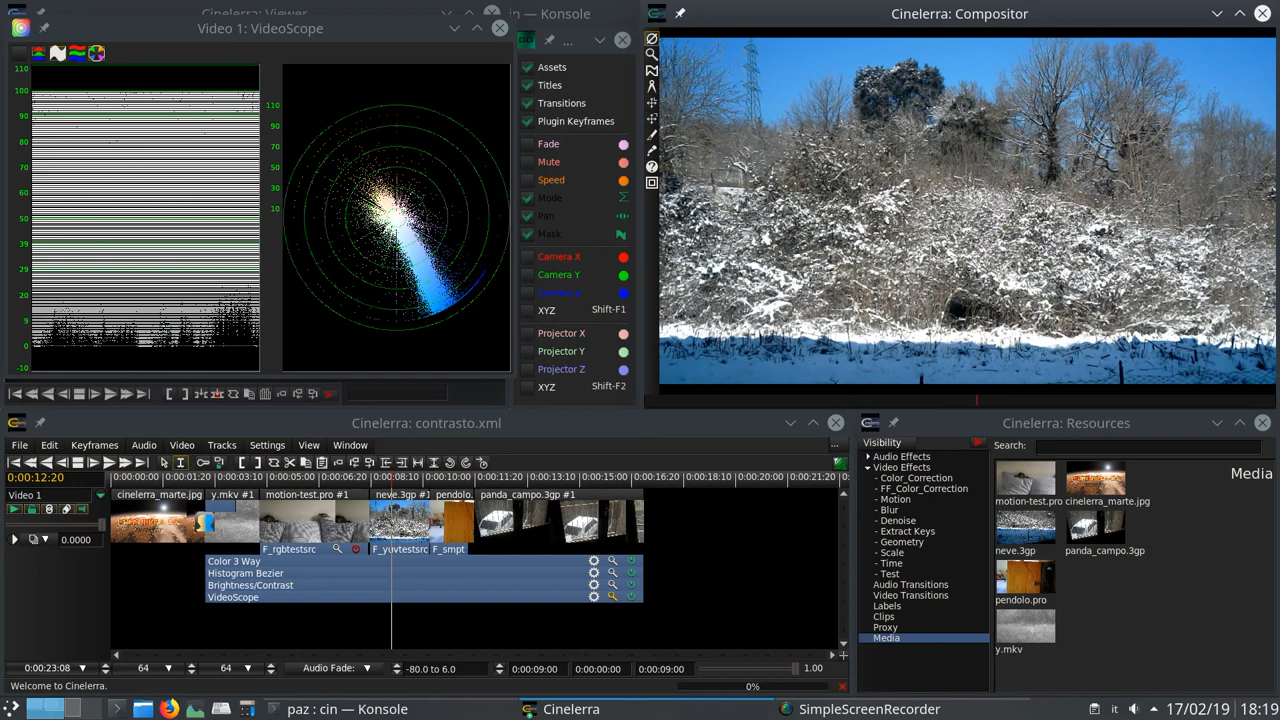 Cinelerra: Viewer
cin — Konsole
Cinelerra: Compositor
Video 1: VideoScope
...
110
100
90
80
70
60
50
39
29
20
9
0
-10
110
90
70
50
30
10
Assets
Titles
Transitions
Plugin Keyframes
Fade
Mute
Speed
Mode
Pan
Mask
Camera X
Camera Y
XYZ Shift-F1
Projector X
Projector Y
Projector Z
XYZ Shift-F2
Cinelerra: contrasto.xml
File Edit Keyframes Audio Video Tracks Settings View Window ...
0:00:00:00 0:00:01:20 0:00:03:10 0:00:05:00 0:00:06:20 0:00:08:10 0:00:10:00 0:00:11:20 0:00:13:10 0:00:15:00 0:00:16:20 0:00:18:10 0:00:20:00 0:00:21:20
0:00:12:20
Video 1
cinelerra_marte.jpg y.mkv #1 motion-test.pro #1 neve.3gp #1 pendolo. panda_campo.3gp #1
0.0000
F_rgbtestsrc F_yuvtestsrc F_smpt
Color 3 Way
Histogram Bezier
Brightness/Contrast
VideoScope
0:00:23:08 64 64 Audio Fade: -80.0 to 6.0 0:00:09:00 0:00:00:00 0:00:09:00 1.00
Welcome to Cinelerra.
0%
Cinelerra: Resources
Visibility
Search:
Audio Effects
Video Effects
- Color_Correction
- FF_Color_Correction
- Motion
- Blur
- Denoise
- Extract Keys
- Geometry
- Scale
- Time
- Test
Audio Transitions
Video Transitions
Labels
Clips
Proxy
Media
Media
motion-test.pro cinelerra_marte.jpg
neve.3gp panda_campo.3gp
pendolo.pro
y.mkv
paz : cin — Konsole
Cinelerra
SimpleScreenRecorder
it
17/02/19
18:19